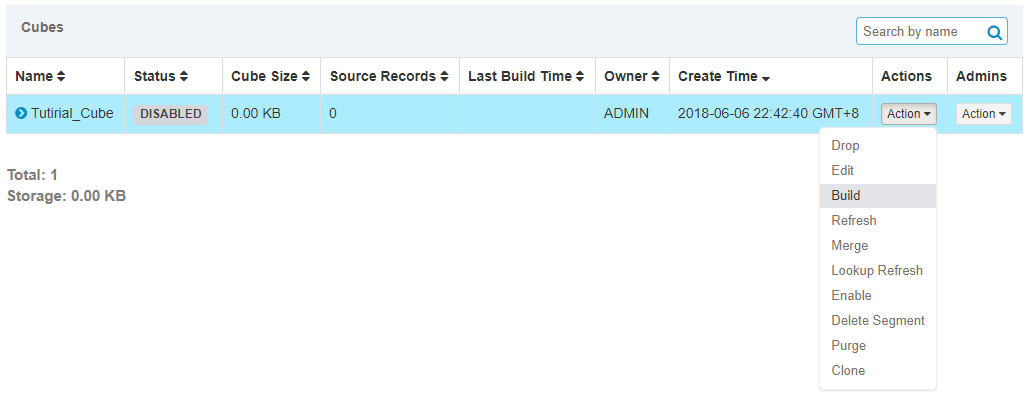 Cubes
Search by name
Name Status Cube Size Source Records Last Build Time Owner Create Time Actions Admins
Tutirial_Cube DISABLED 0.00 KB 0 ADMIN 2018-06-06 22:42:40 GMT+8 Action Action
Drop
Edit
Build
Refresh
Merge
Lookup Refresh
Enable
Delete Segment
Purge
Clone
Total: 1
Storage: 0.00 KB